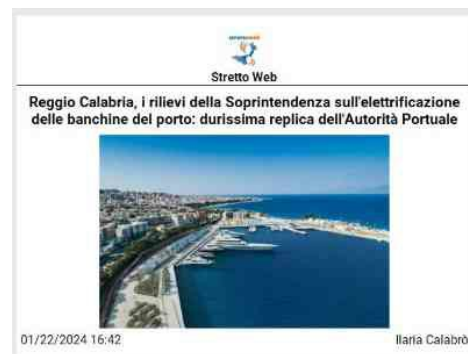 strettoweb
Stretto Web
Reggio Calabria, i rilievi della Soprintendenza sull'elettrificazione
delle banchine del porto: durissima replica dell'Autorità Portuale
01/22/2024 16:42
Ilaria Calabrò